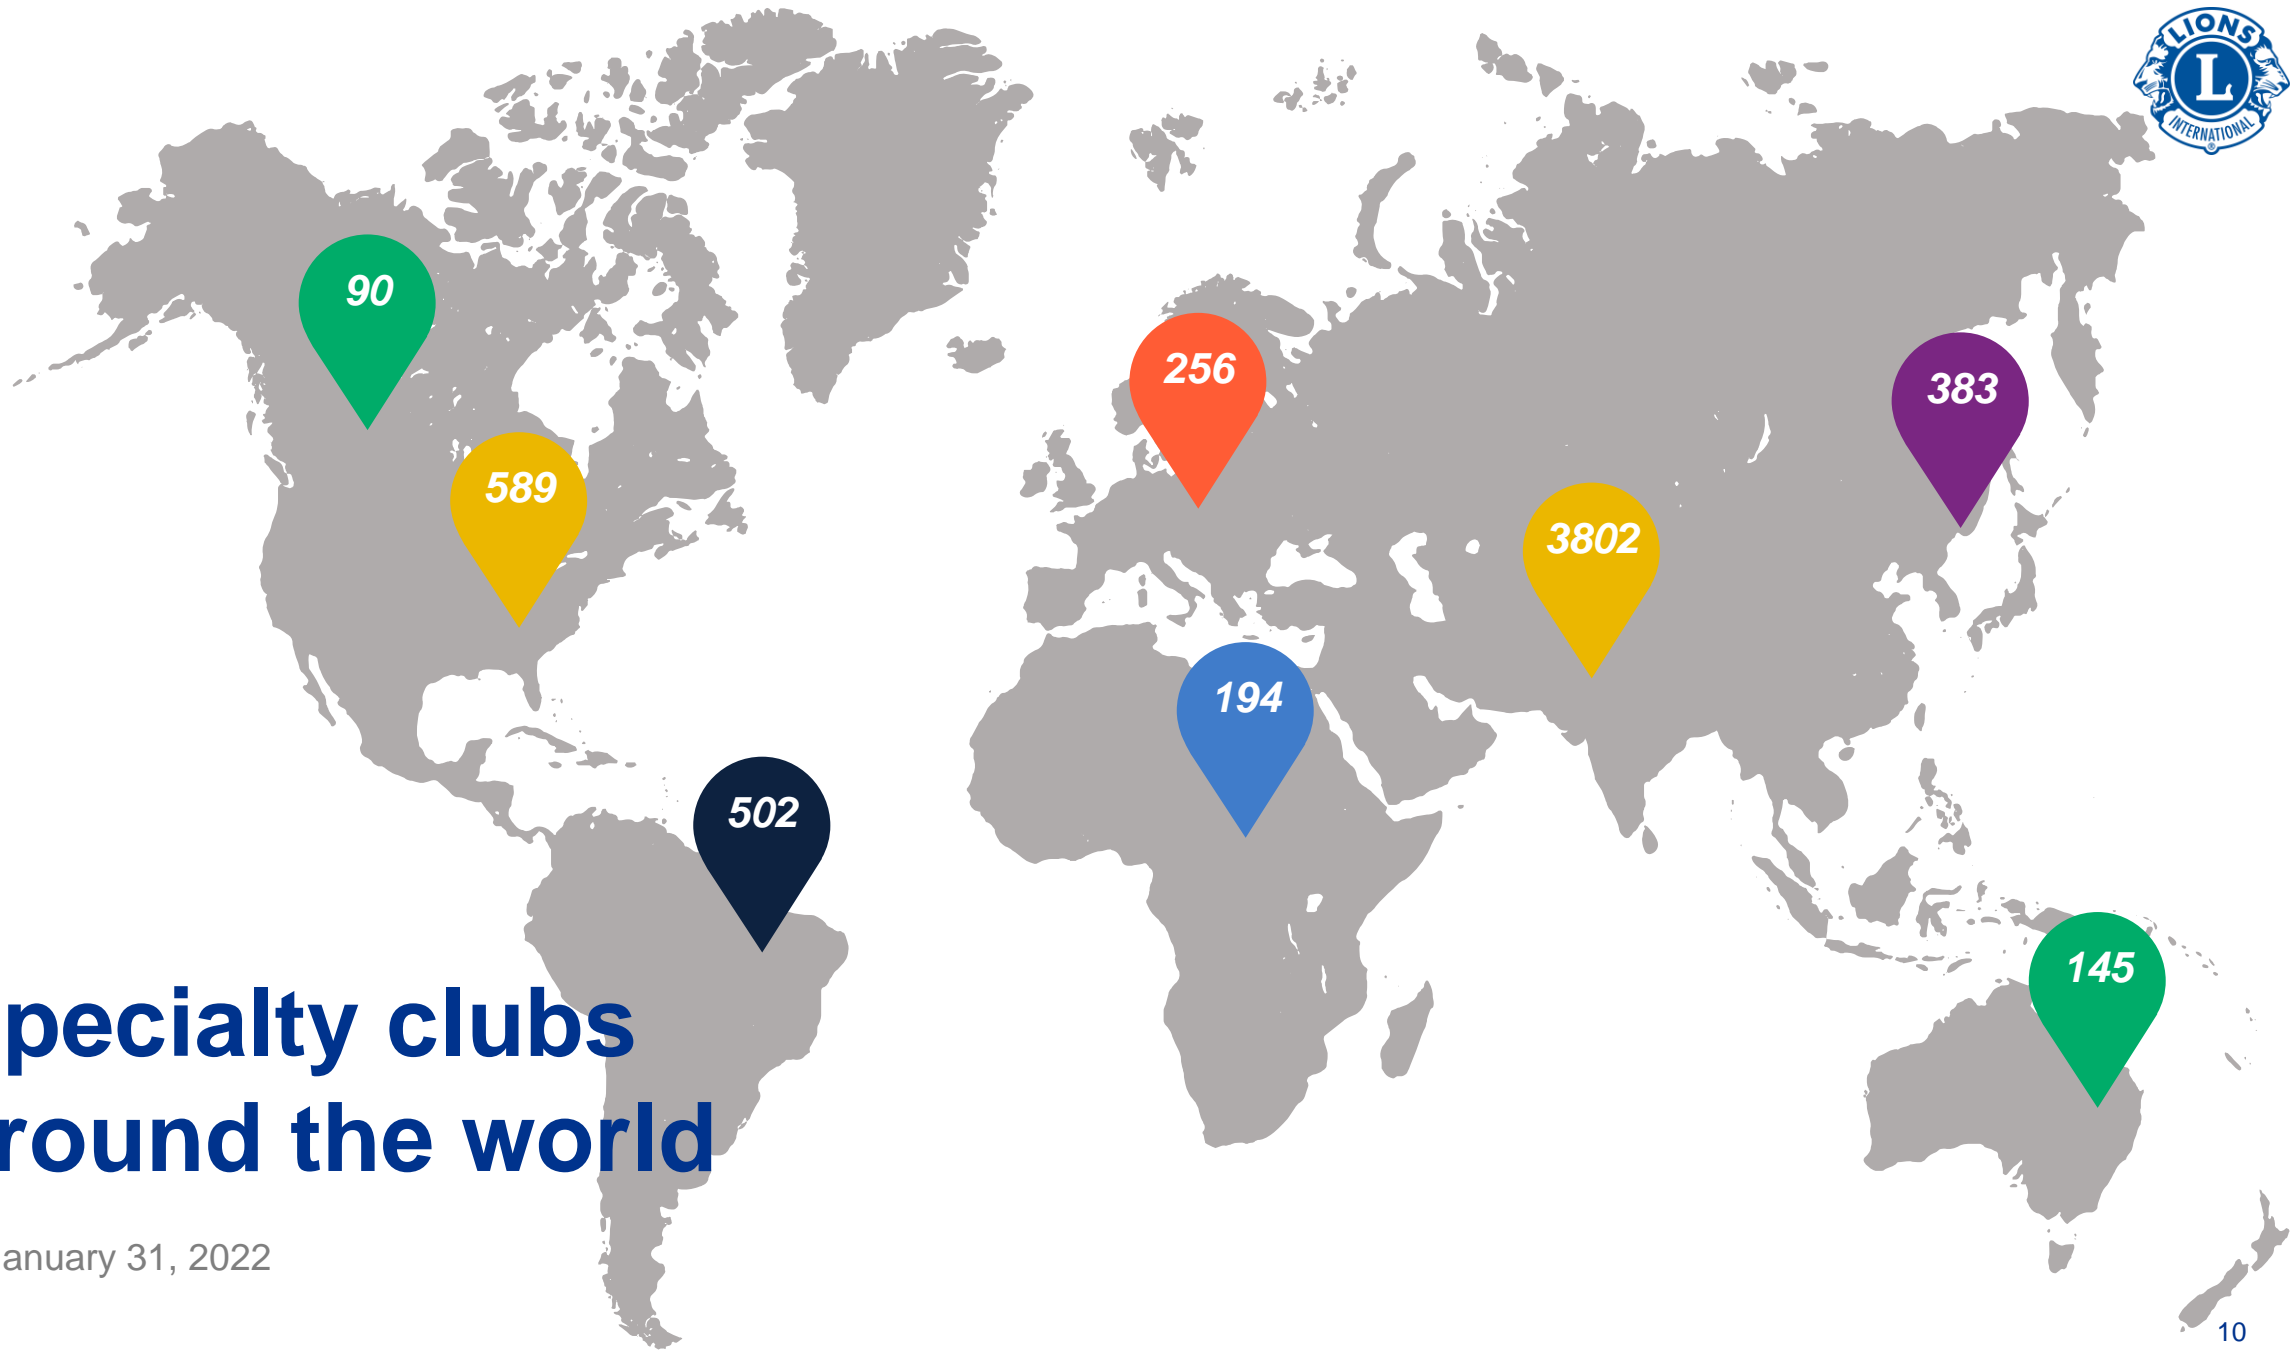 LIONS
L
INTERNATIONAL
®
90
256
383
589
3802
194
502
145
pecialty clubs
round the world
anuary 31, 2022
10